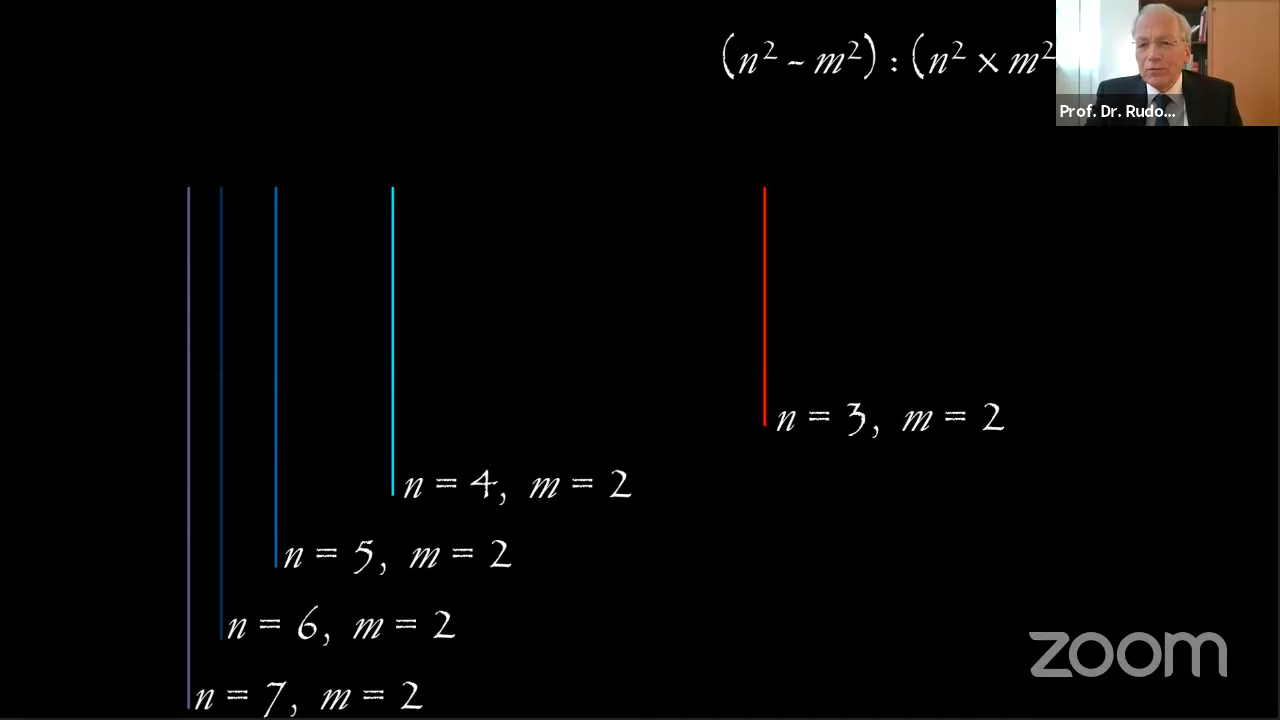 (n² - m²) : (n² × m²
Prof. Dr. Rudo...
n = 3, m = 2
n = 4, m = 2
n = 5, m = 2
n = 6, m = 2
zoom
n = 7, m = 2